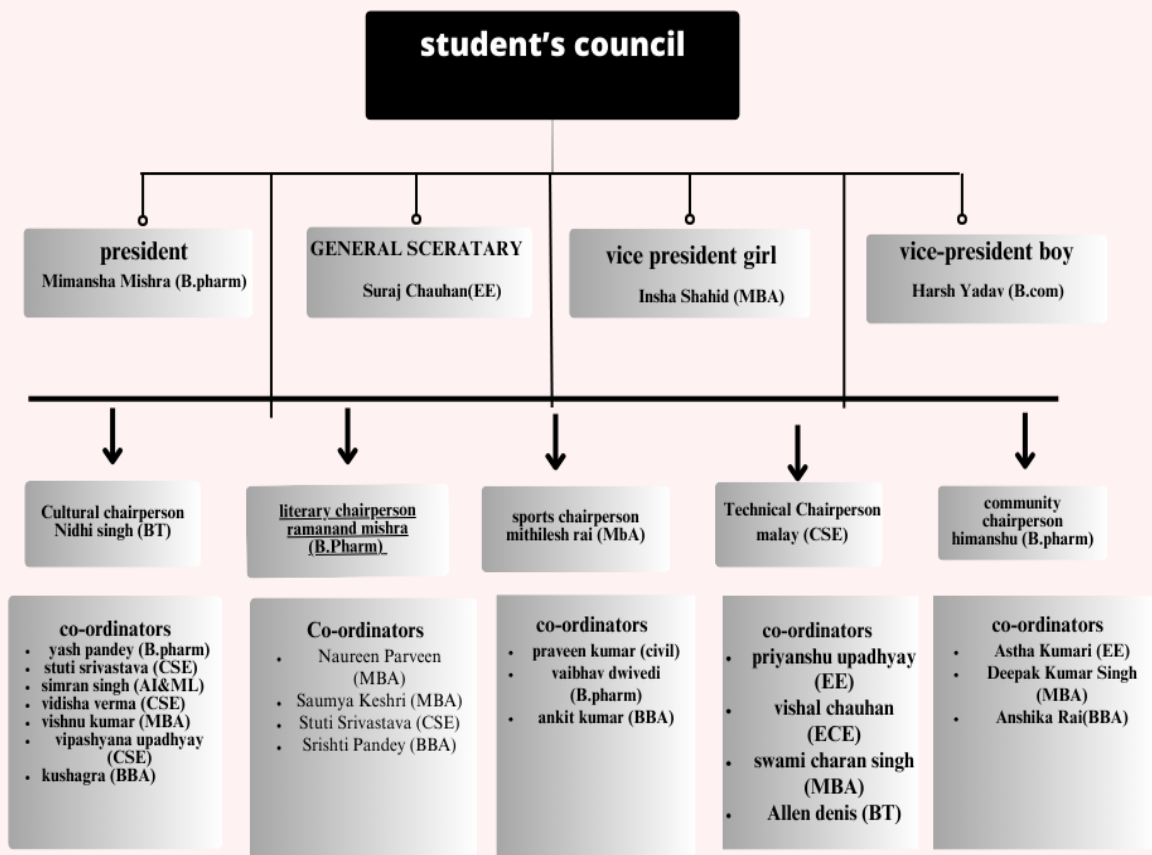 student's council
president
Mimansha Mishra (B.pharm)
GENERAL SCERATARY
Suraj Chauhan(EE)
vice president girl
Insha Shahid (MBA)
vice-president boy
Harsh Yadav (B.com)
Cultural chairperson
Nidhi singh (BT)
literary chairperson
ramanand mishra
(B.Pharm)
sports chairperson
mithilesh rai (MbA)
Technical Chairperson
malay (CSE)
community
chairperson
himanshu (B.pharm)
co-ordinators
• yash pandey (B.pharm)
• stuti srivastava (CSE)
• simran singh (AI&ML)
• vidisha verma (CSE)
• vishnu kumar (MBA)
• vipashyana upadhyay
(CSE)
• kushagra (BBA)
Co-ordinators
• Naureen Parveen
(MBA)
• Saumya Keshri (MBA)
• Stuti Srivastava (CSE)
• Srishti Pandey (BBA)
co-ordinators
• praveen kumar (civil)
• vaibhav dwivedi
(B.pharm)
• ankit kumar (BBA)
co-ordinators
• priyanshu upadhyay
(EE)
• vishal chauhan
(ECE)
• swami charan singh
(MBA)
• Allen denis (BT)
co-ordinators
• Astha Kumari (EE)
• Deepak Kumar Singh
(MBA)
• Anshika Rai(BBA)